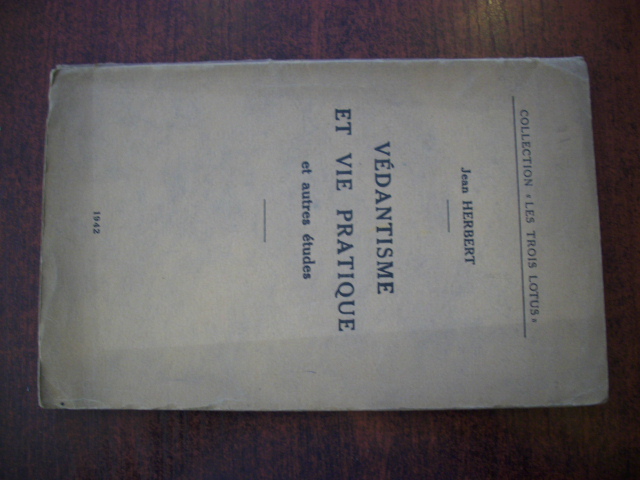 COLLECTION « LES TROIS LOTUS »
Jean HERBERT
VÉDANTISME
ET VIE PRATIQUE
et autres études
1942